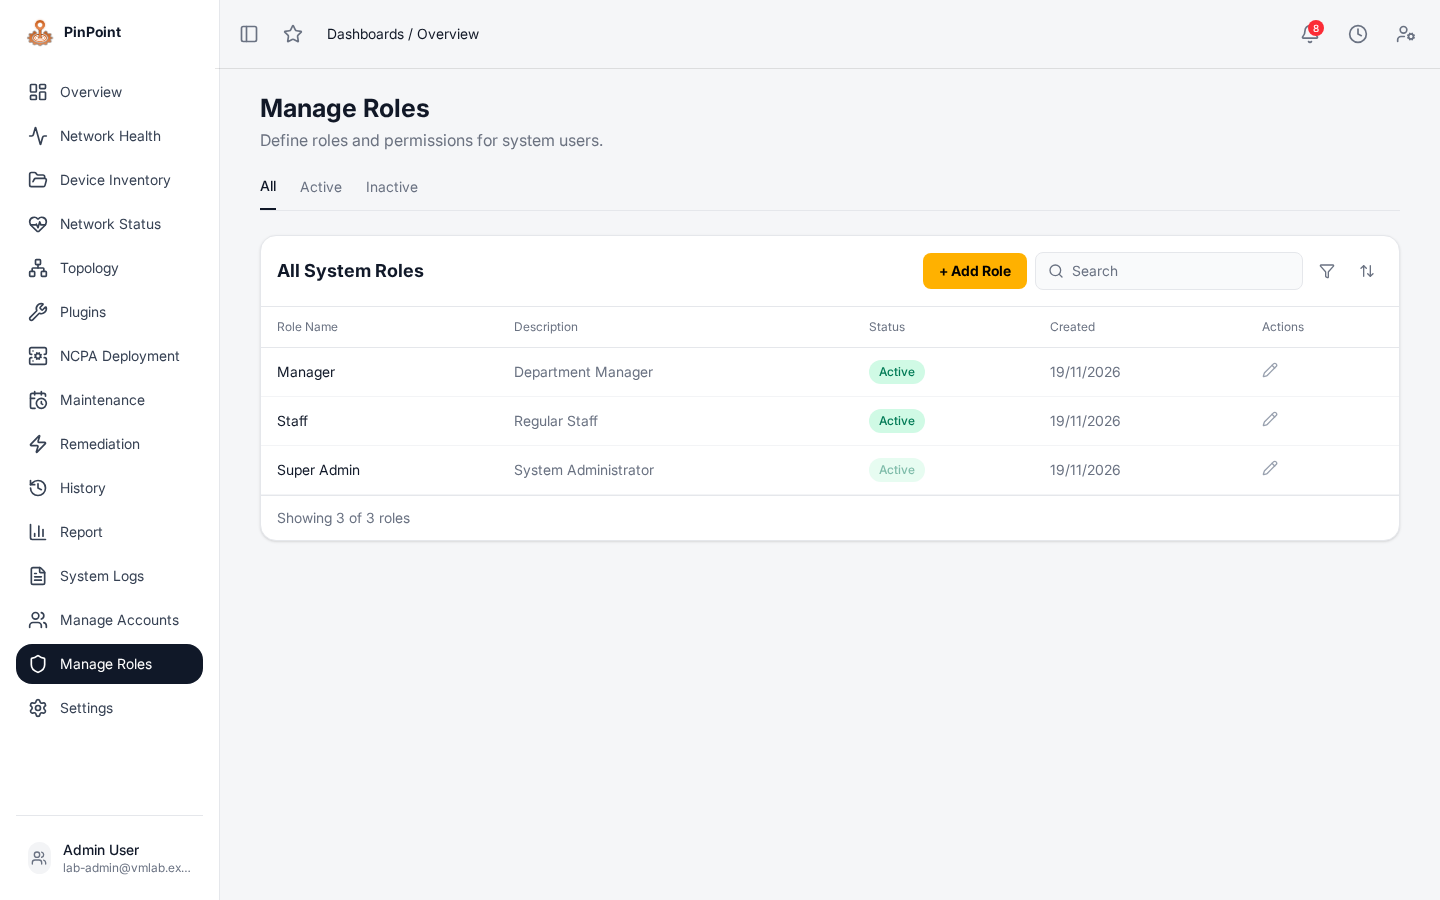 PinPoint
Dashboards / Overview
8
Overview
Network Health
Device Inventory
Network Status
Topology
Plugins
NCPA Deployment
Maintenance
Remediation
History
Report
System Logs
Manage Accounts
Manage Roles
Settings
Admin User
lab-admin@vmlab.ex...
Manage Roles
Define roles and permissions for system users.
All Active Inactive
All System Roles
+ Add Role
Search
Role Name Description Status Created Actions
Manager Department Manager Active 19/11/2026
Staff Regular Staff Active 19/11/2026
Super Admin System Administrator Active 19/11/2026
Showing 3 of 3 roles